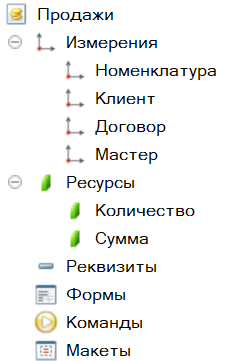 Продажи
Измерения
Номенклатура
Клиент
Договор
Мастер
Ресурсы
Количество
Сумма
Реквизиты
Формы
Команды
Макеты